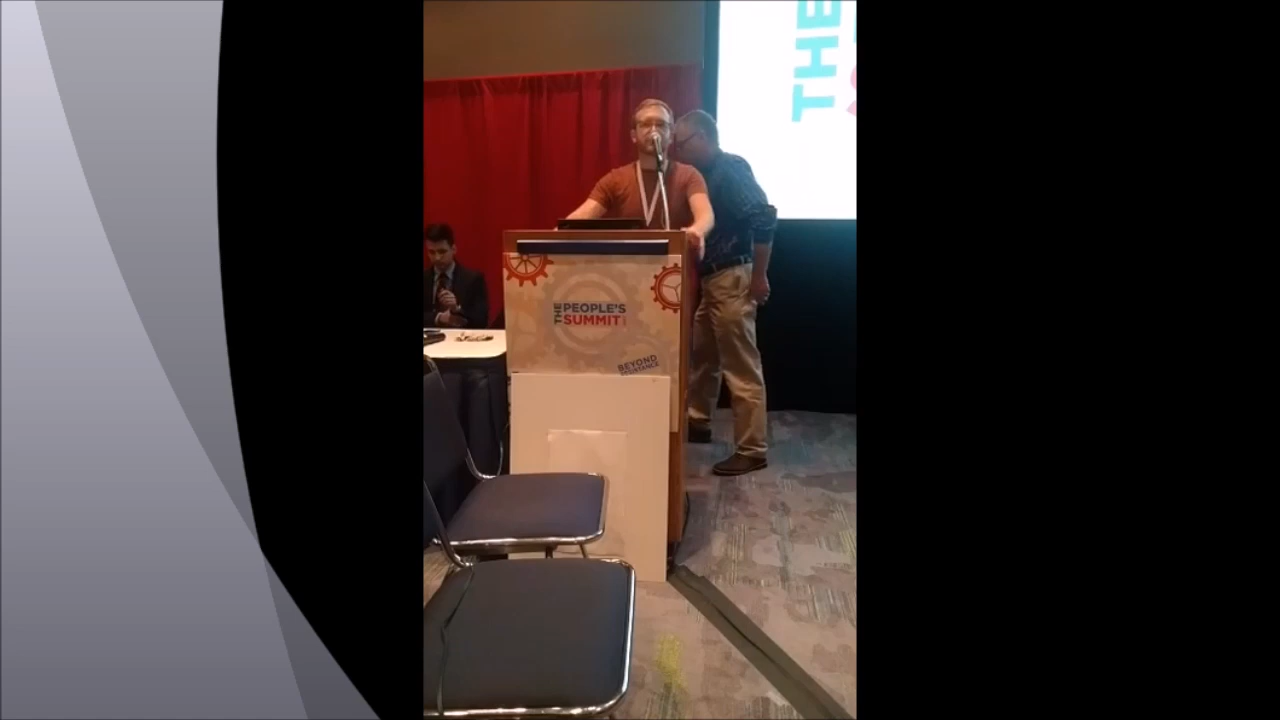 THE
THE PEOPLE'S
SUMMIT
BEYOND
RESISTANCE